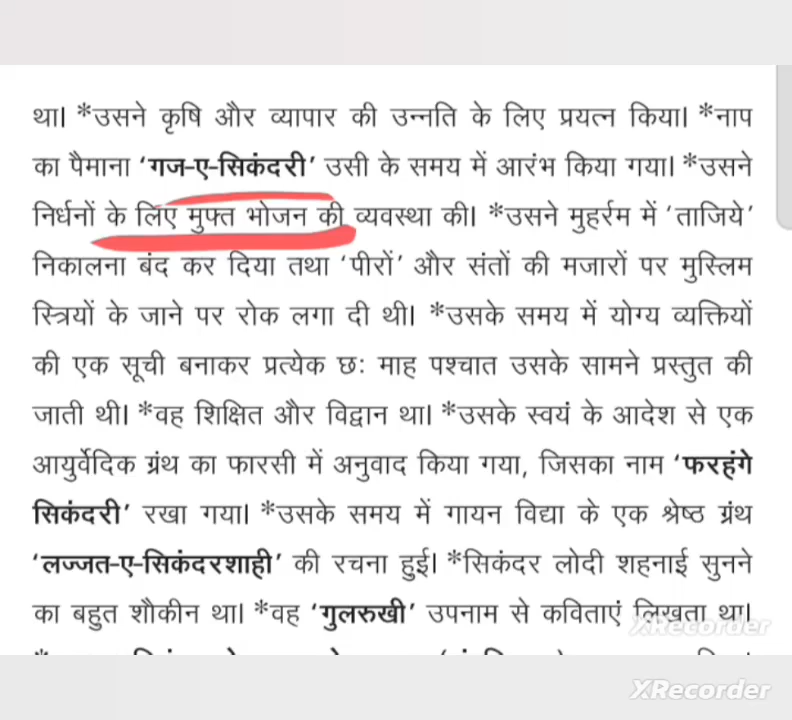 था। *उसने कृषि और व्यापार की उन्नति के लिए प्रयत्न किया। *नाप
का पैमाना ‘गज-ए-सिकंदरी’ उसी के समय में आरंभ किया गया। *उसने
निर्धनों के लिए मुफ्त भोजन की व्यवस्था की। *उसने मुहर्रम में ‘ताजिये’
निकालना बंद कर दिया तथा ‘पीरों’ और संतों की मजारों पर मुस्लिम
स्त्रियों के जाने पर रोक लगा दी थी। *उसके समय में योग्य व्यक्तियों
की एक सूची बनाकर प्रत्येक छः माह पश्चात उसके सामने प्रस्तुत की
जाती थी। *वह शिक्षित और विद्वान था। *उसके स्वयं के आदेश से एक
आयुर्वेदिक ग्रंथ का फारसी में अनुवाद किया गया, जिसका नाम ‘फरहंगे
सिकंदरी’ रखा गया। *उसके समय में गायन विद्या के एक श्रेष्ठ ग्रंथ
‘लज्जत-ए-सिकंदरशाही’ की रचना हुई। *सिकंदर लोदी शहनाई सुनने
का बहुत शौकीन था। *वह ‘गुलरुखी’ उपनाम से कविताएं लिखता था।
XRecorder
XRecorder